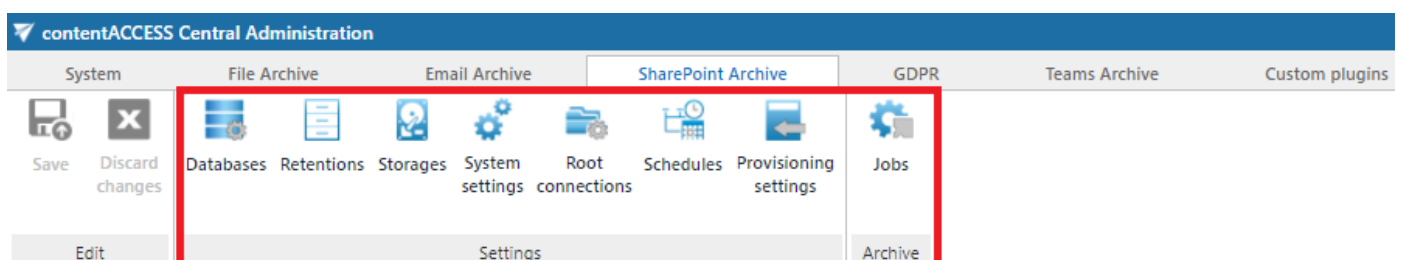 contentACCESS Central Administration
System File Archive Email Archive SharePoint Archive GDPR Teams Archive Custom plugins
Save Discard Databases Retentions Storages System Root Schedules Provisioning Jobs
changes settings connections settings
Edit Settings Archive